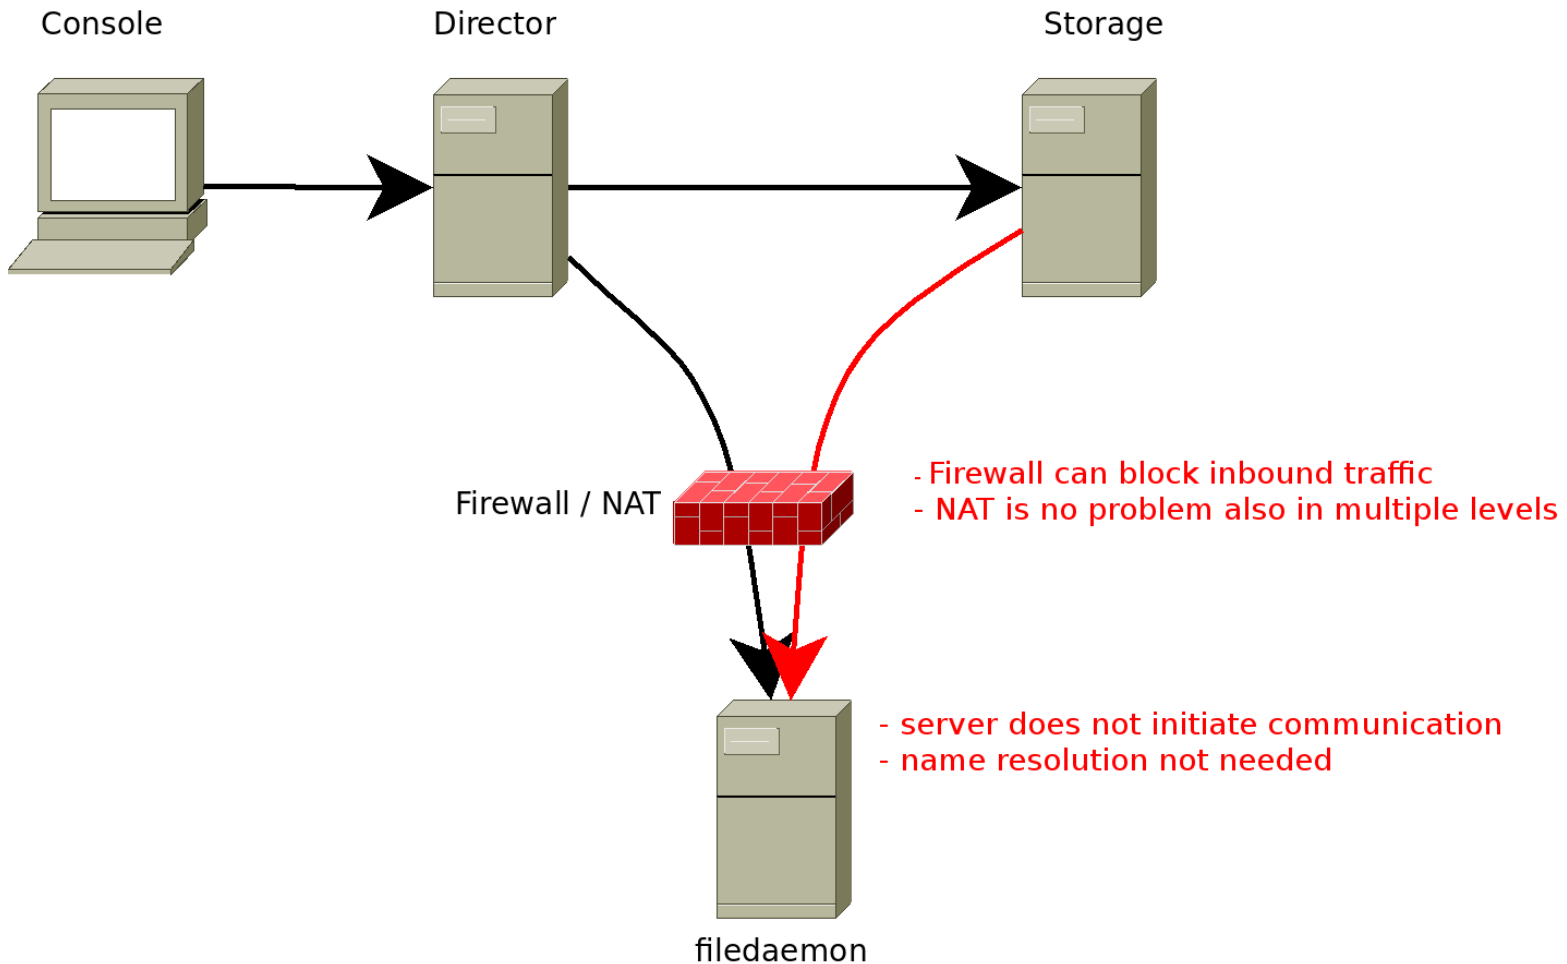 Console
Director
Storage
Firewall / NAT
- Firewall can block inbound traffic
- NAT is no problem also in multiple levels
- server does not initiate communication
- name resolution not needed
filedaemon